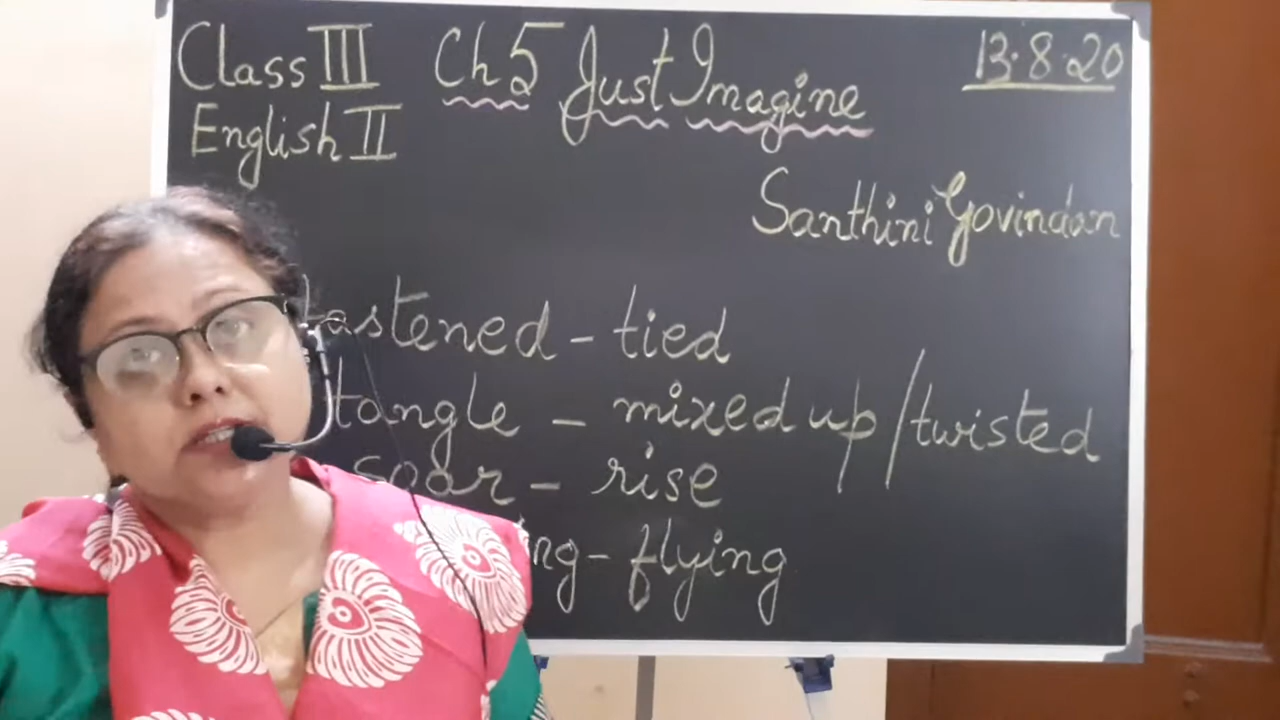 Class III Ch 5 Just Imagine 13.8.20
English II
Santhini Govindan
fastened - tied
tangle - mixed up / twisted
soar - rise
ng - flying